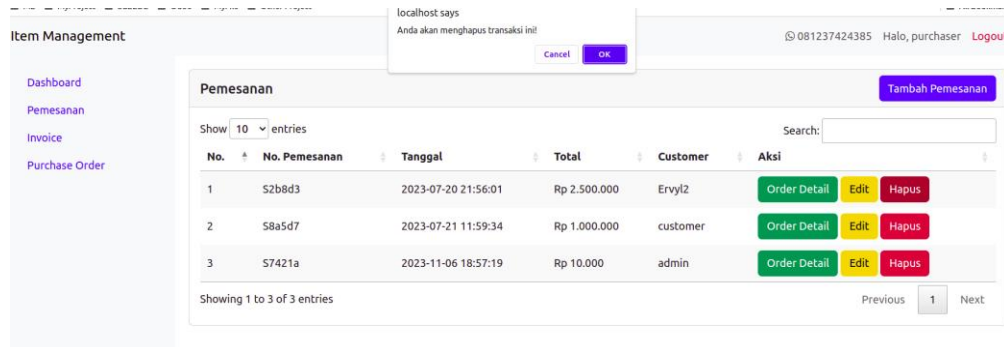 localhost says
Anda akan menghapus transaksi ini!
Cancel OK
Item Management 081237424385 Halo, purchaser Logout
Dashboard
Pemesanan
Invoice
Purchase Order
Pemesanan Tambah Pemesanan
Show 10 entries Search:
No. No. Pemesanan Tanggal Total Customer Aksi
1 S2b8d3 2023-07-20 21:56:01 Rp 2.500.000 Ervyl2 Order Detail Edit Hapus
2 S8a5d7 2023-07-21 11:59:34 Rp 1.000.000 customer Order Detail Edit Hapus
3 S7421a 2023-11-06 18:57:19 Rp 10.000 admin Order Detail Edit Hapus
Showing 1 to 3 of 3 entries Previous 1 Next